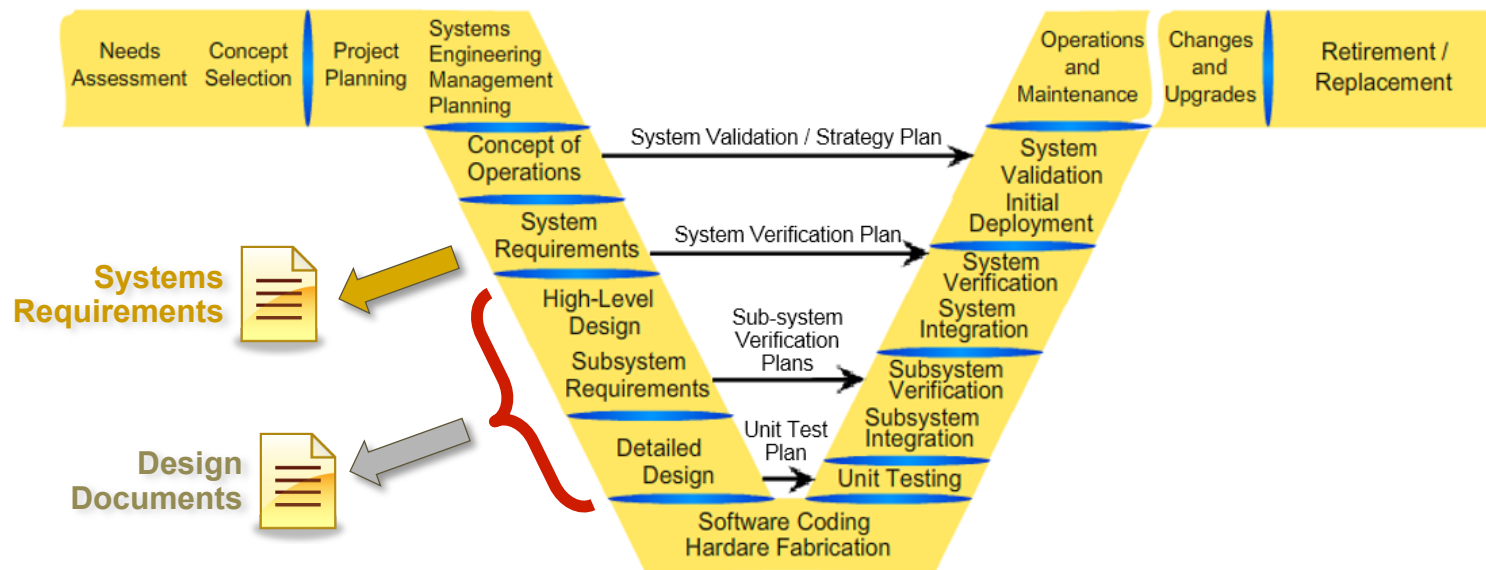 Needs
Assessment
Concept
Selection
Project
Planning
Systems
Engineering
Management
Planning
Operations
and
Maintenance
Changes
and
Upgrades
Retirement /
Replacement
Concept of
Operations
System Validation / Strategy Plan
System
Validation
Initial
Deployment
System
Requirements
System Verification Plan
System
Verification
System
Integration
Systems
Requirements
High-Level
Design
Subsystem
Requirements
Sub-system
Verification
Plans
Subsystem
Verification
Subsystem
Integration
Design
Documents
Detailed
Design
Unit Test
Plan
Unit Testing
Software Coding
Hardare Fabrication